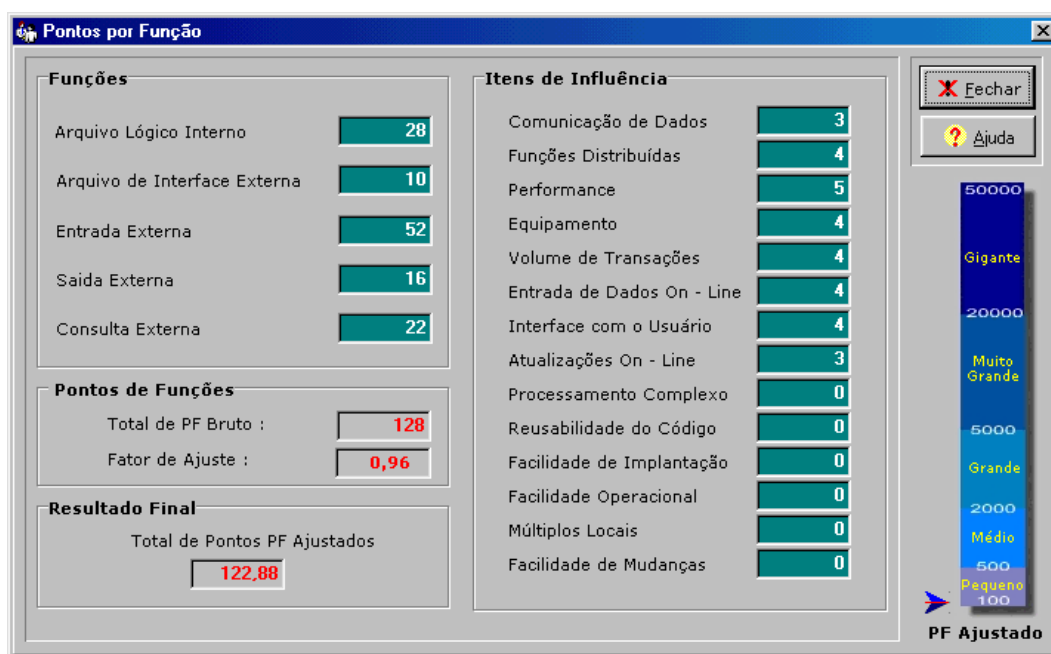 Pontos por Função
Funções
Arquivo Lógico Interno 28
Arquivo de Interface Externa 10
Entrada Externa 52
Saida Externa 16
Consulta Externa 22
Pontos de Funções
Total de PF Bruto : 128
Fator de Ajuste : 0,96
Resultado Final
Total de Pontos PF Ajustados
122,88
Itens de Influência
Comunicação de Dados 3
Funções Distribuídas 4
Performance 5
Equipamento 4
Volume de Transações 4
Entrada de Dados On - Line 4
Interface com o Usuário 4
Atualizações On - Line 3
Processamento Complexo 0
Reusabilidade do Código 0
Facilidade de Implantação 0
Facilidade Operacional 0
Múltiplos Locais 0
Facilidade de Mudanças 0
Fechar
Ajuda
50000
Gigante
20000
Muito
Grande
5000
Grande
2000
Médio
500
Pequeno
100
PF Ajustado